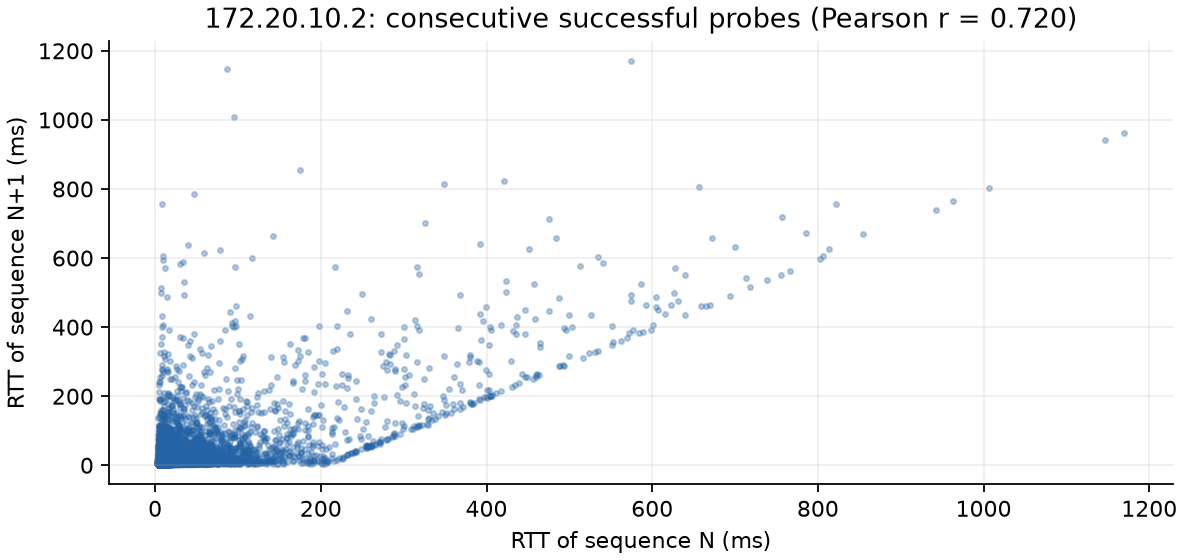 172.20.10.2: consecutive successful probes (Pearson r = 0.720)
1200
1000
800
600
400
200
0
RTT of sequence N+1 (ms)
0 200 400 600 800 1000 1200
RTT of sequence N (ms)